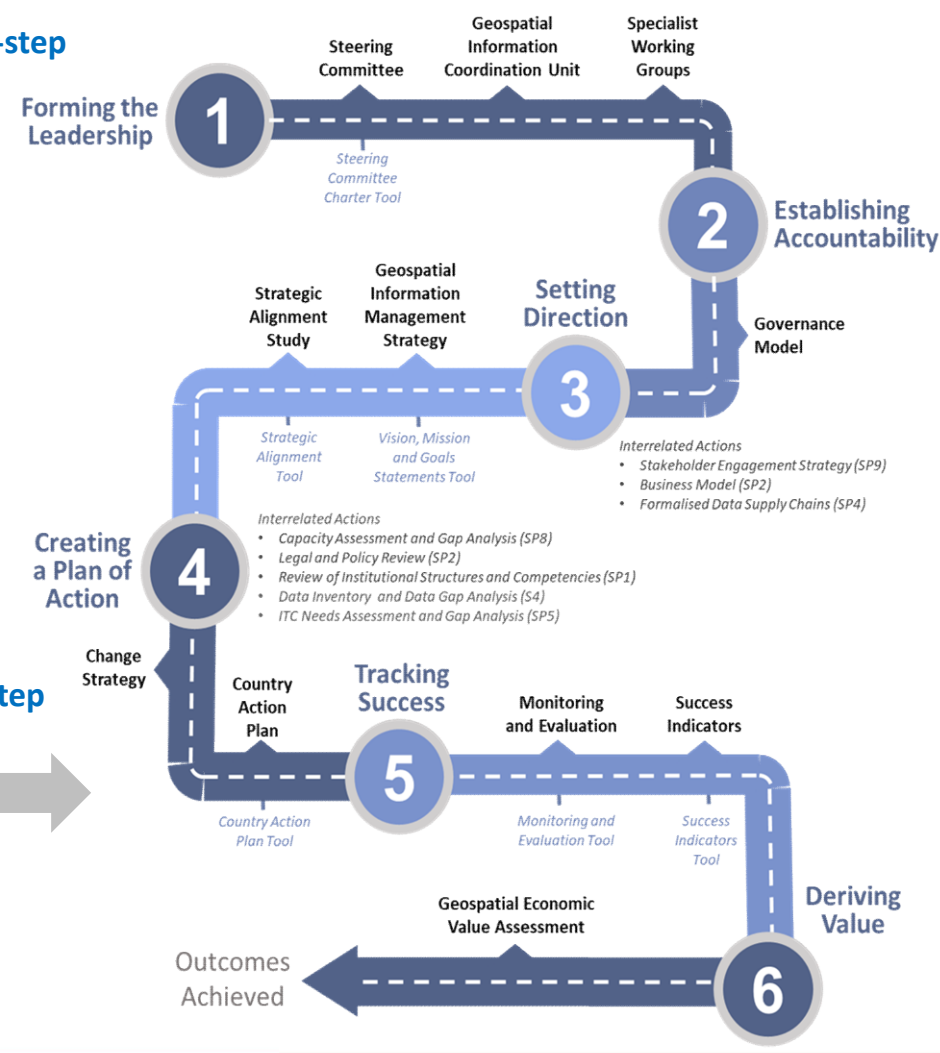 -step
Geospatial
Information
Coordination Unit
Steering
Committee
Specialist
Working
Groups
Forming the
Leadership
1
Steering
Committee
Charter Tool
2
Establishing
Accountability
Governance
Model
Strategic
Alignment
Study
Geospatial
Information
Management
Strategy
Setting
Direction
3
Strategic
Alignment
Tool
Vision, Mission
and Goals
Statements Tool
Interrelated Actions
• Stakeholder Engagement Strategy (SP9)
• Business Model (SP2)
• Formalised Data Supply Chains (SP4)
Creating
a Plan of
Action
4
Interrelated Actions
• Capacity Assessment and Gap Analysis (SP8)
• Legal and Policy Review (SP2)
• Review of Institutional Structures and Competencies (SP1)
• Data Inventory and Data Gap Analysis (S4)
• ITC Needs Assessment and Gap Analysis (SP5)
Change
Strategy
tep
Country
Action
Plan
Tracking
Success
5
Monitoring
and Evaluation
Success
Indicators
Country Action
Plan Tool
Monitoring and
Evaluation Tool
Success
Indicators
Tool
Deriving
Value
6
Geospatial Economic
Value Assessment
Outcomes
Achieved